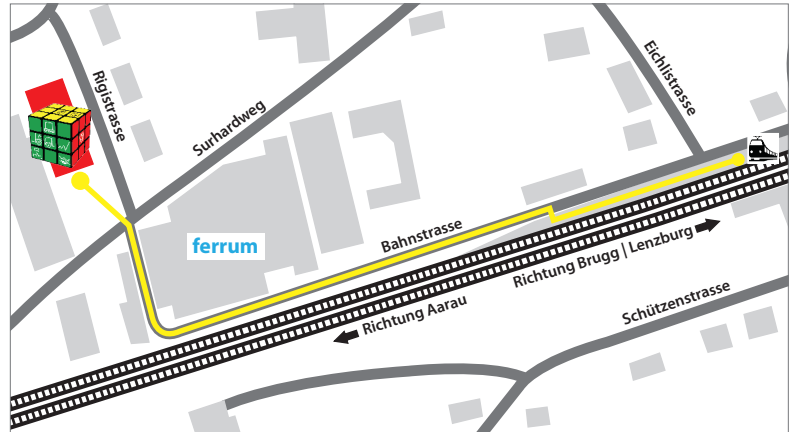 Rigistrasse
Surhardweg
Eichlistrasse
ferrum
Bahnstrasse
Richtung Brugg | Lenzburg
Richtung Aarau
Schützenstrasse